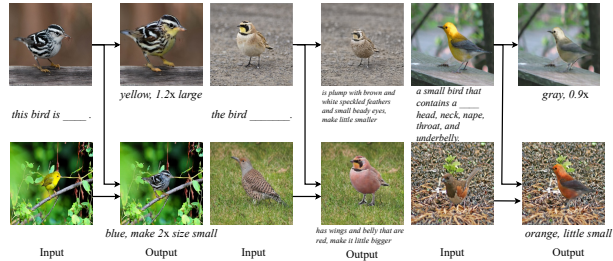 yellow, 1.2x large
this bird is ____ .
the bird _______.
is plump with brown and
white speckled feathers
and small beady eyes,
make little smaller
a small bird that
contains a ____
head, neck, nape,
throat, and
underbelly.
gray, 0.9x
blue, make 2x size small
has wings and belly that are
red, make it little bigger
orange, little small
Input
Output
Input
Output
Input
Output